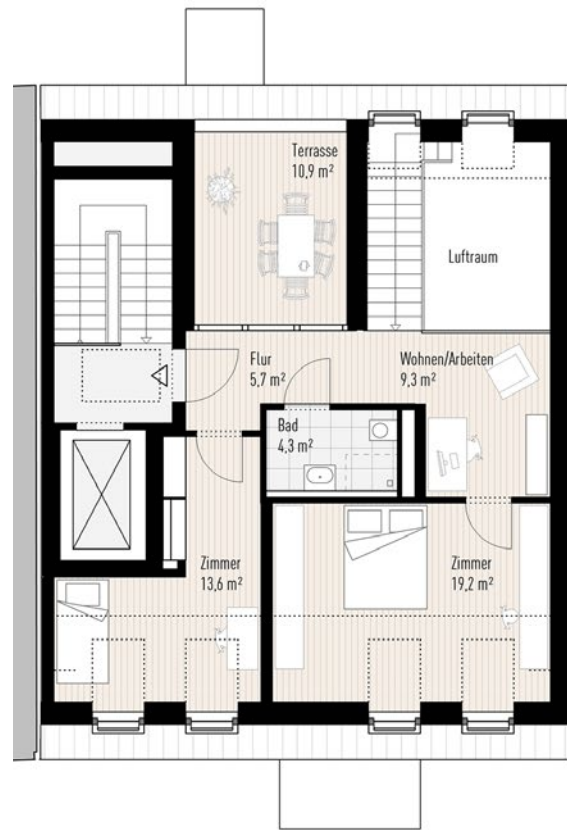 Terrasse
10,9 m²
Luftraum
Flur
5,7 m²
Wohnen/Arbeiten
9,3 m²
Bad
4,3 m²
Zimmer
13,6 m²
Zimmer
19,2 m²